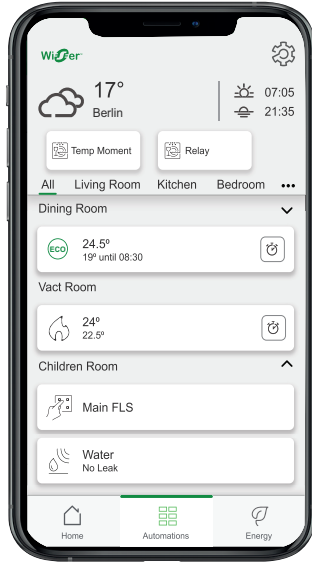 Wiser
17°
Berlin
07:05
21:35
Temp Moment
Relay
All Living Room Kitchen Bedroom •••
Dining Room
ECO
24.5º
19º until 08:30
Vact Room
24º
22.5º
Children Room
Main FLS
Water
No Leak
Home Automations Energy